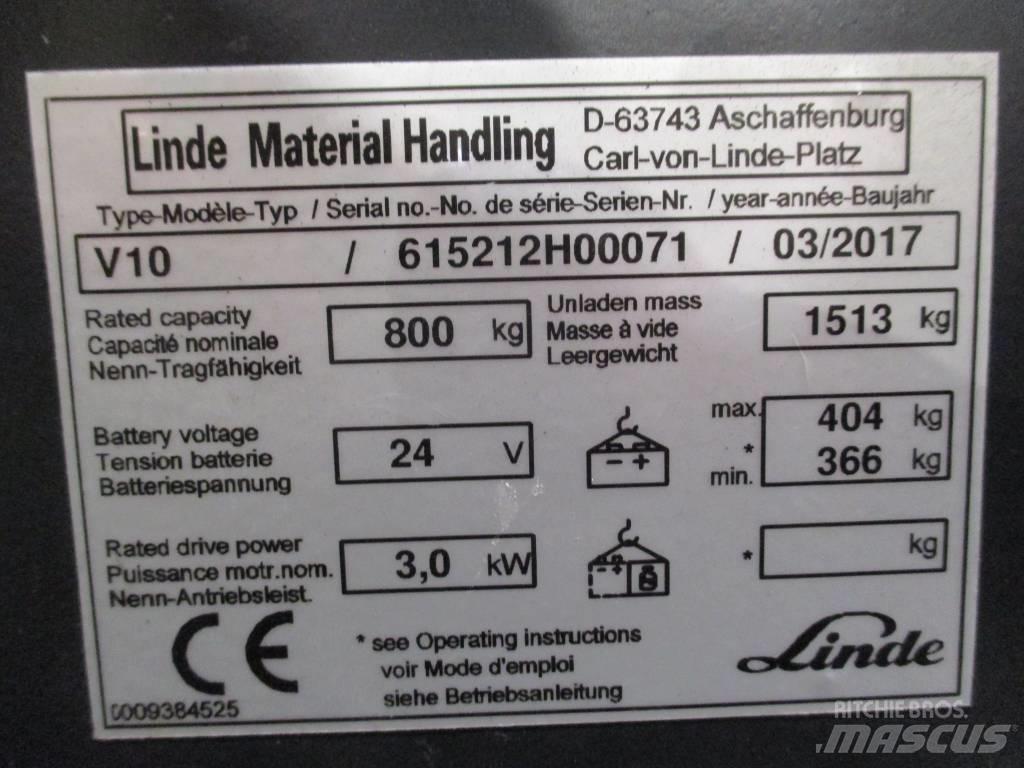 Linde Material Handling
D-63743 Aschaffenburg
Carl-von-Linde-Platz
Type-Modèle-Typ / Serial no.-No. de série-Serien-Nr. / year-année-Baujahr
V10 / 615212H00071 / 03/2017
Rated capacity
Capacité nominale
Nenn-Tragfähigkeit
800 kg
Unladen mass
Masse à vide
Leergewicht
1513 kg
Battery voltage
Tension batterie
Batteriespannung
24 V
- +
max. 404 kg
*
min. 366 kg
Rated drive power
Puissance motr.nom.
Nenn-Antriebsleist.
3,0 kW
- +
* kg
CE
* see Operating instructions
voir Mode d'emploi
siehe Betriebsanleitung
Linde
0009384525
RITCHIE BROS.
MASCUS